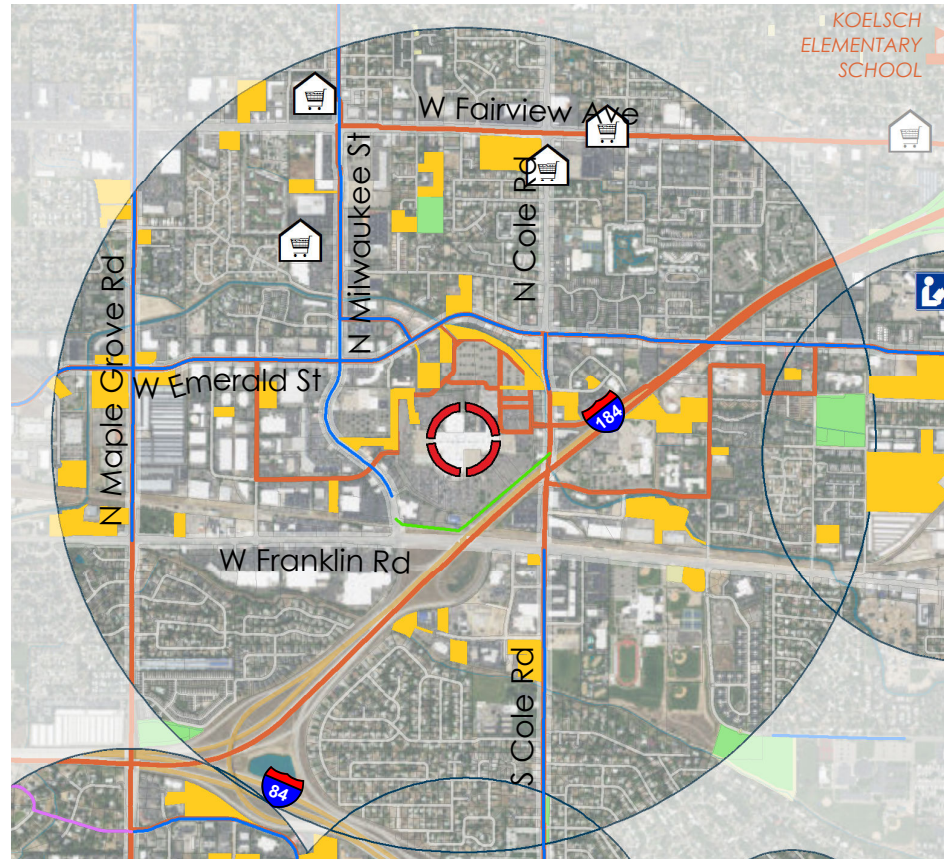 KOELSCH
ELEMENTARY
SCHOOL
W Fairview Ave
N Milwaukee St
N Cole Rd
N Maple Grove Rd
W Emerald St
184
W Franklin Rd
S Cole Rd
84